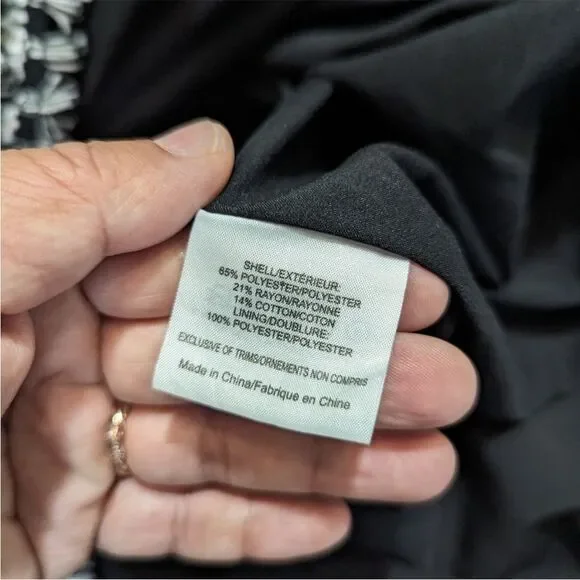 SHELL/EXTÉRIEUR:
65% POLYESTER/POLYESTER
21% RAYON/RAYONNE
14% COTTON/COTON
LINING/DOUBLURE:
100% POLYESTER/POLYESTER
EXCLUSIVE OF TRIMS/ORNEMENTS NON COMPRIS
Made in China/Fabrique en Chine